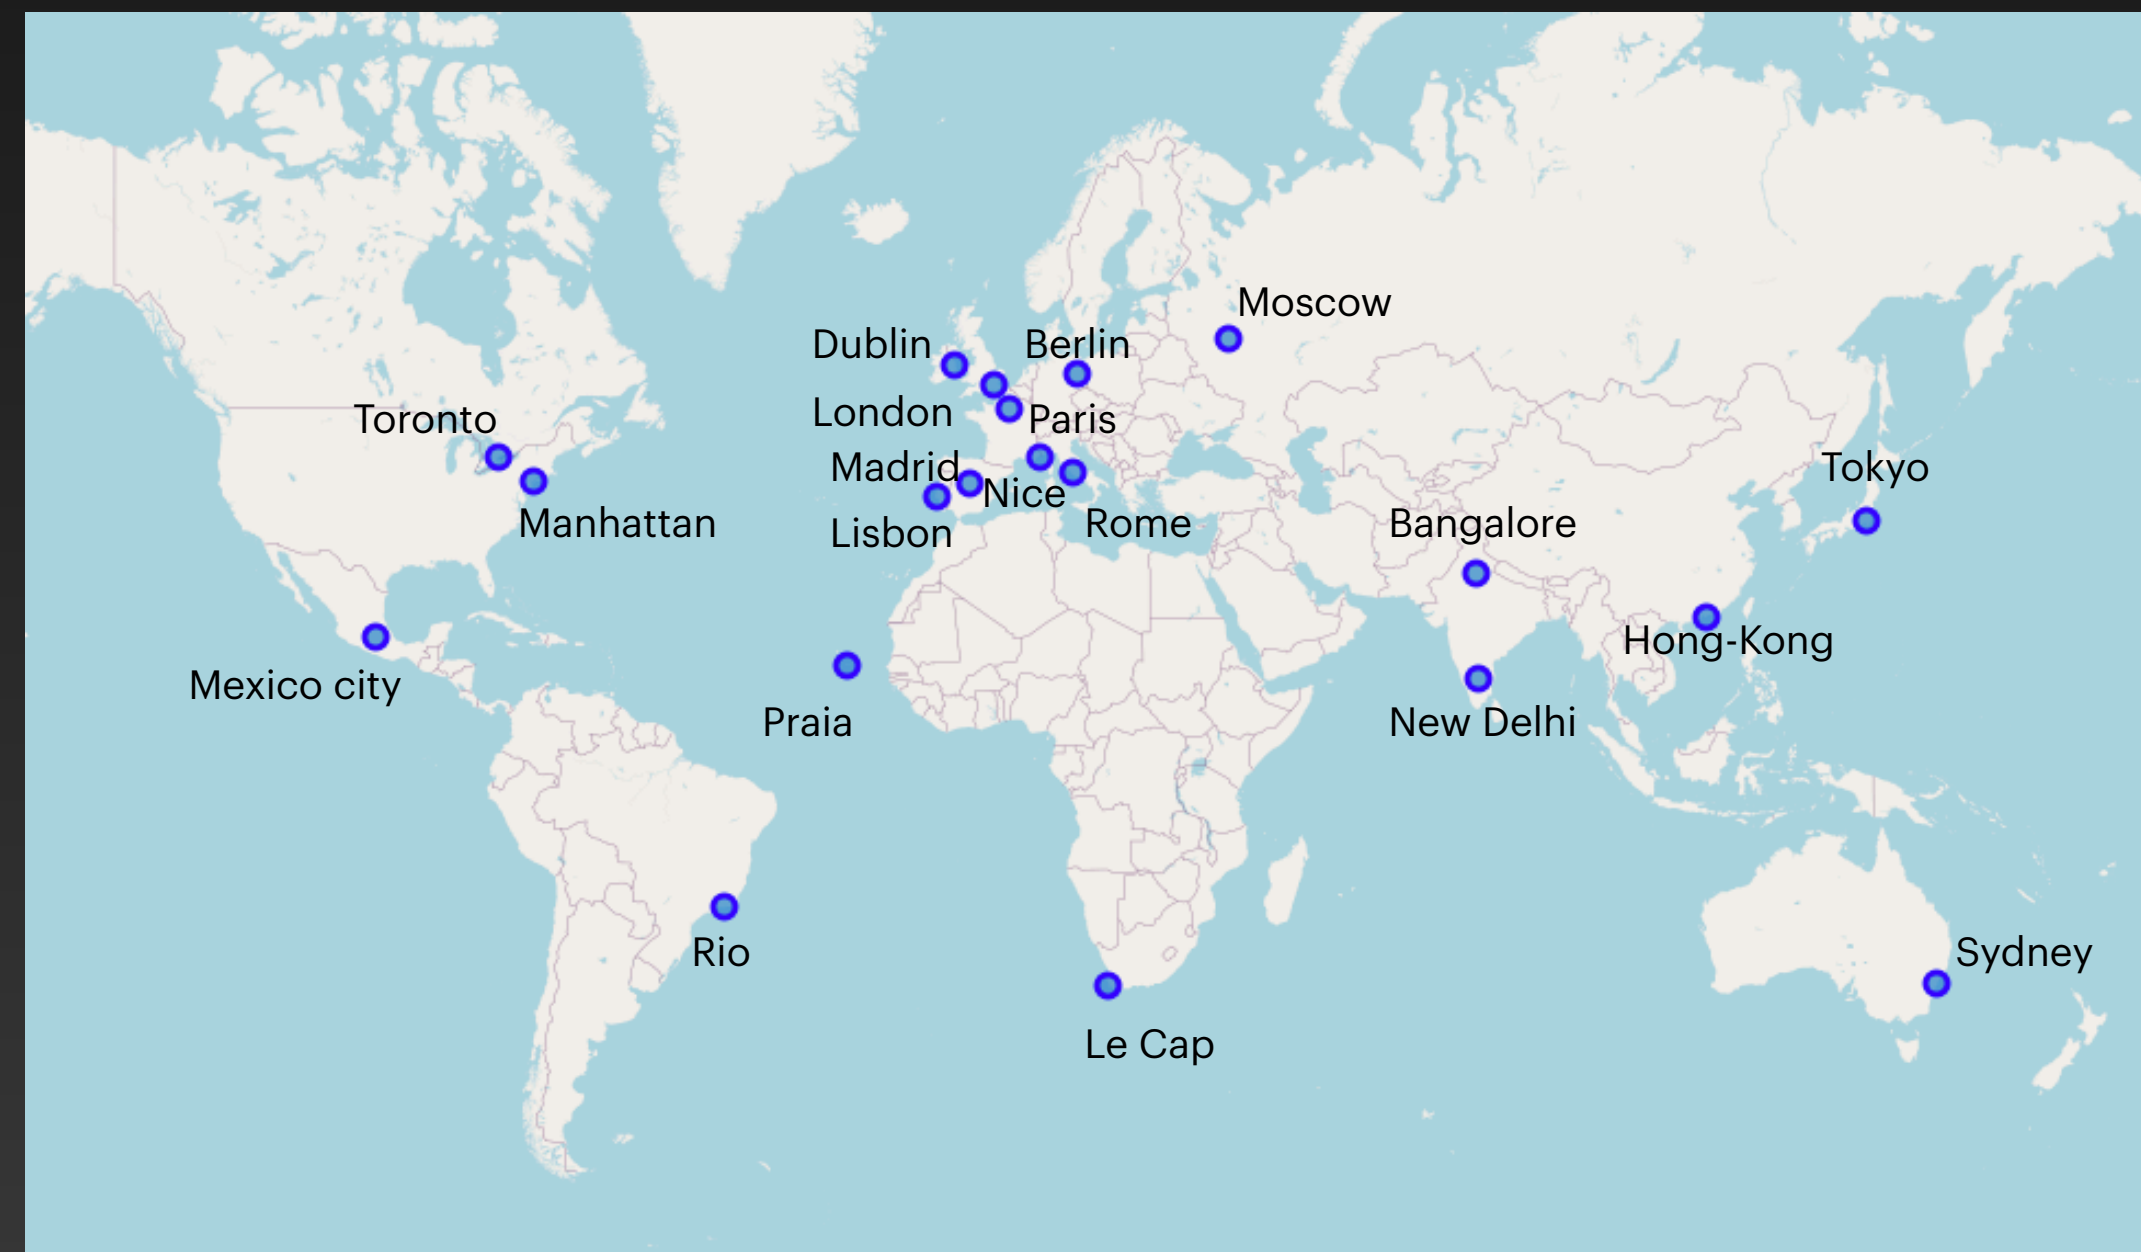 Moscow
Dublin
Berlin
London
Paris
Toronto
Madrid
Nice
Tokyo
Manhattan
Lisbon
Rome
Bangalore
Hong-Kong
Mexico city
Praia
New Delhi
Rio
Sydney
Le Cap